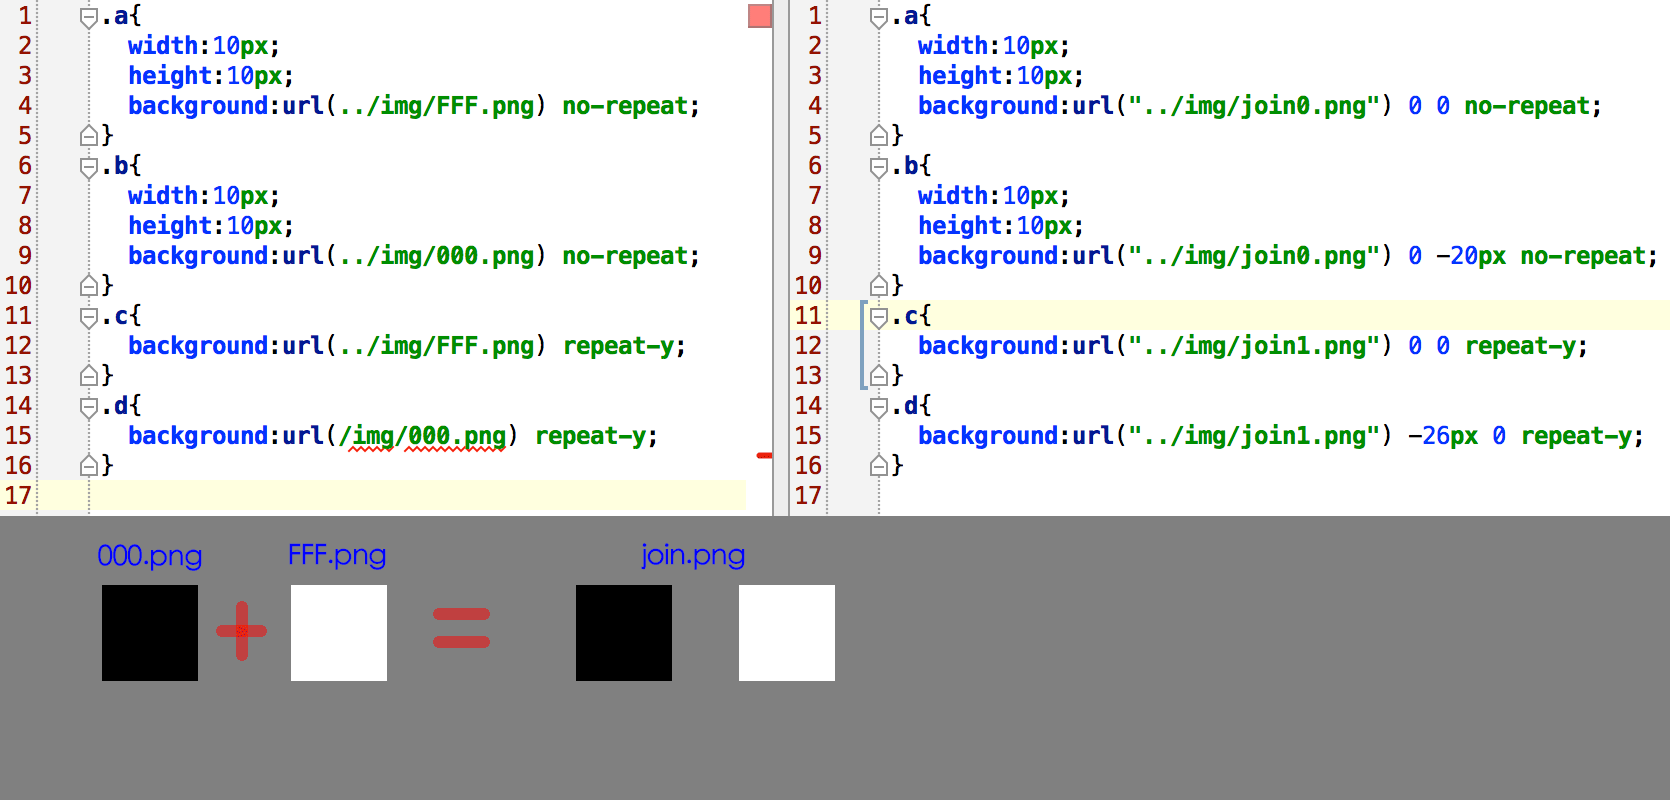 1 .a{
2 width:10px;
3 height:10px;
4 background:url(../img/FFF.png) no-repeat;
5 }
6 .b{
7 width:10px;
8 height:10px;
9 background:url(../img/000.png) no-repeat;
10 }
11 .c{
12 background:url(../img/FFF.png) repeat-y;
13 }
14 .d{
15 background:url(/img/000.png) repeat-y;
16 }
17
1 .a{
2 width:10px;
3 height:10px;
4 background:url("../img/join0.png") 0 0 no-repeat;
5 }
6 .b{
7 width:10px;
8 height:10px;
9 background:url("../img/join0.png") 0 -20px no-repeat;
10 }
11 .c{
12 background:url("../img/join1.png") 0 0 repeat-y;
13 }
14 .d{
15 background:url("../img/join1.png") -26px 0 repeat-y;
16 }
17
000.png FFF.png join.png
+ =